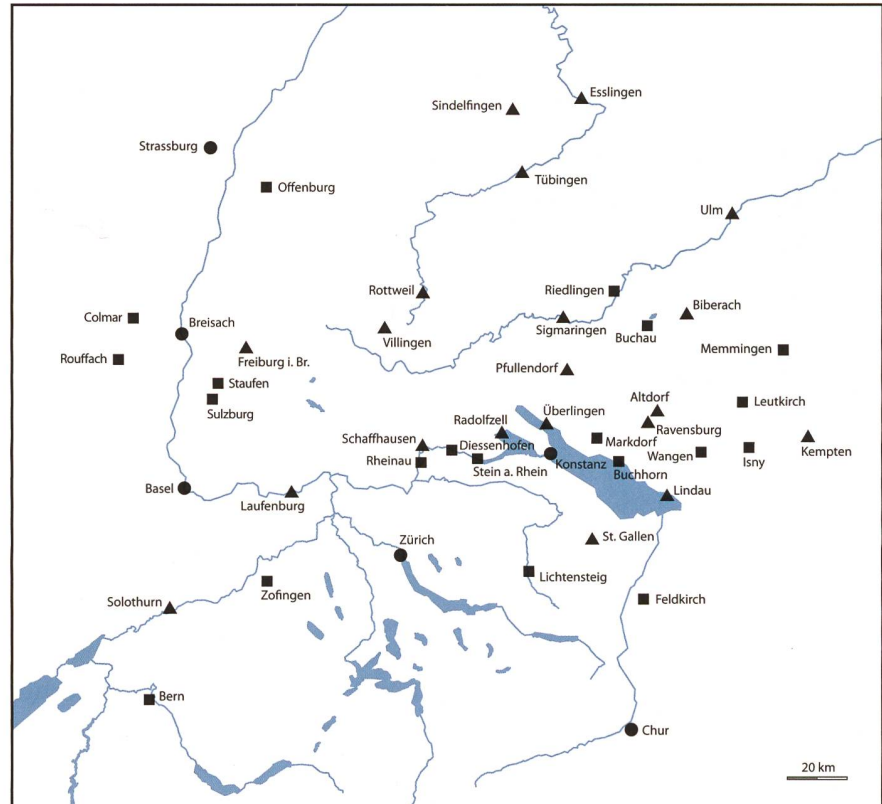 Esslingen
Sindelfingen
Strassburg
Tübingen
Offenburg
Ulm
Rottweil
Riedlingen
Biberach
Colmar
Breisach
Sigmaringen
Buchau
Villingen
Memmingen
Rouffach
Freiburg i. Br.
Pfullendorf
Staufen
Altdorf
Leutkirch
Sulzburg
Überlingen
Radolfzell
Ravensburg
Schaffhausen
Diessenhofen
Markdorf
Kempten
Rheinau
Konstanz
Wangen
Isny
Stein a. Rhein
Buchhorn
Basel
Lindau
Laufenburg
St. Gallen
Zürich
Lichtensteig
Zofingen
Feldkirch
Solothurn
Bern
Chur
20 km